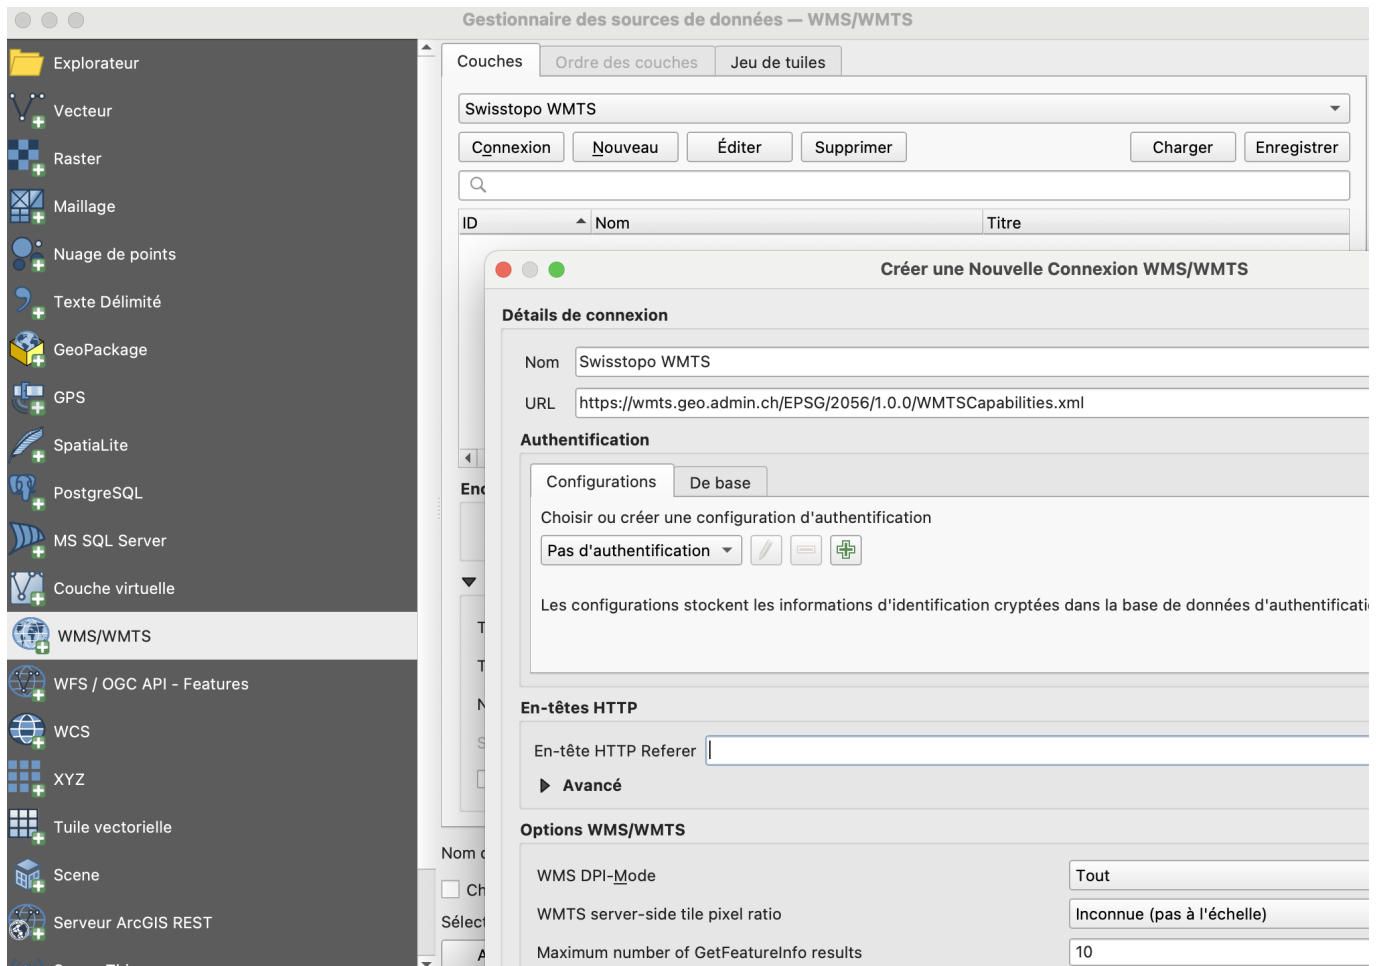 Gestionnaire des sources de données — WMS/WMTS
Explorateur
Vecteur
Raster
Maillage
Nuage de points
Texte Délimité
GeoPackage
GPS
SpatiaLite
PostgreSQL
MS SQL Server
Couche virtuelle
WMS/WMTS
WFS / OGC API - Features
WCS
XYZ
Tuile vectorielle
Scene
Serveur ArcGIS REST
Couches Ordre des couches Jeu de tuiles
Swisstopo WMTS
Connexion Nouveau Éditer Supprimer Charger Enregistrer
ID Nom Titre
Créer une Nouvelle Connexion WMS/WMTS
Détails de connexion
Nom Swisstopo WMTS
URL https://wmts.geo.admin.ch/EPSG/2056/1.0.0/WMTSCapabilities.xml
Authentification
Configurations De base
Choisir ou créer une configuration d'authentification
Pas d'authentification
Les configurations stockent les informations d'identification cryptées dans la base de données d'authentificati
En-têtes HTTP
En-tête HTTP Referer
Avancé
Options WMS/WMTS
WMS DPI-Mode Tout
WMTS server-side tile pixel ratio Inconnue (pas à l'échelle)
Maximum number of GetFeatureInfo results 10
Enc
T
T
N
S
Nom
Ch
Sélect
A